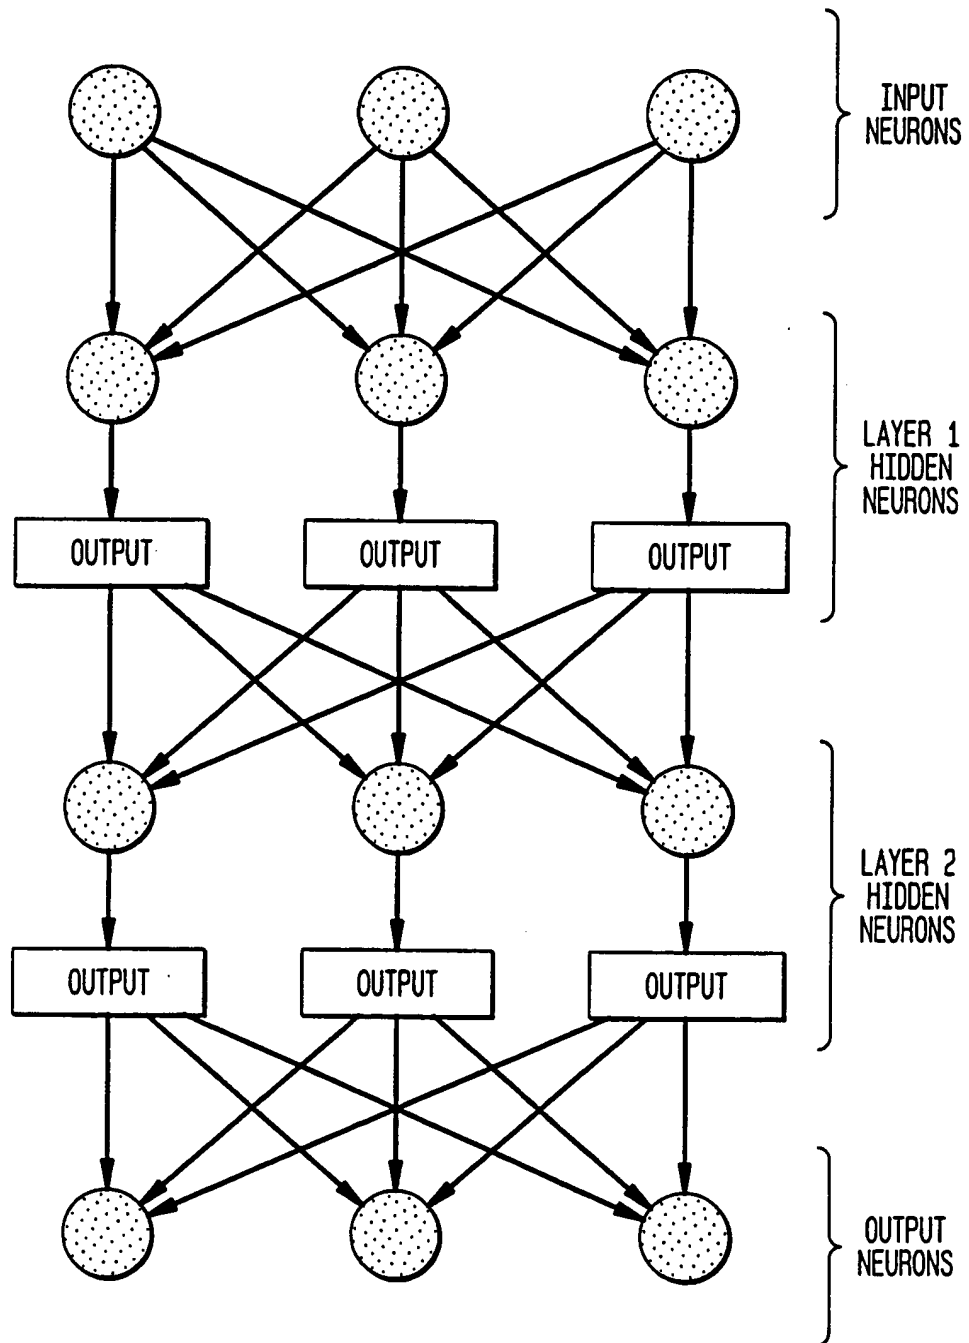 INPUT
NEURONS
LAYER 1
HIDDEN
NEURONS
OUTPUT OUTPUT OUTPUT
LAYER 2
HIDDEN
NEURONS
OUTPUT OUTPUT OUTPUT
OUTPUT
NEURONS